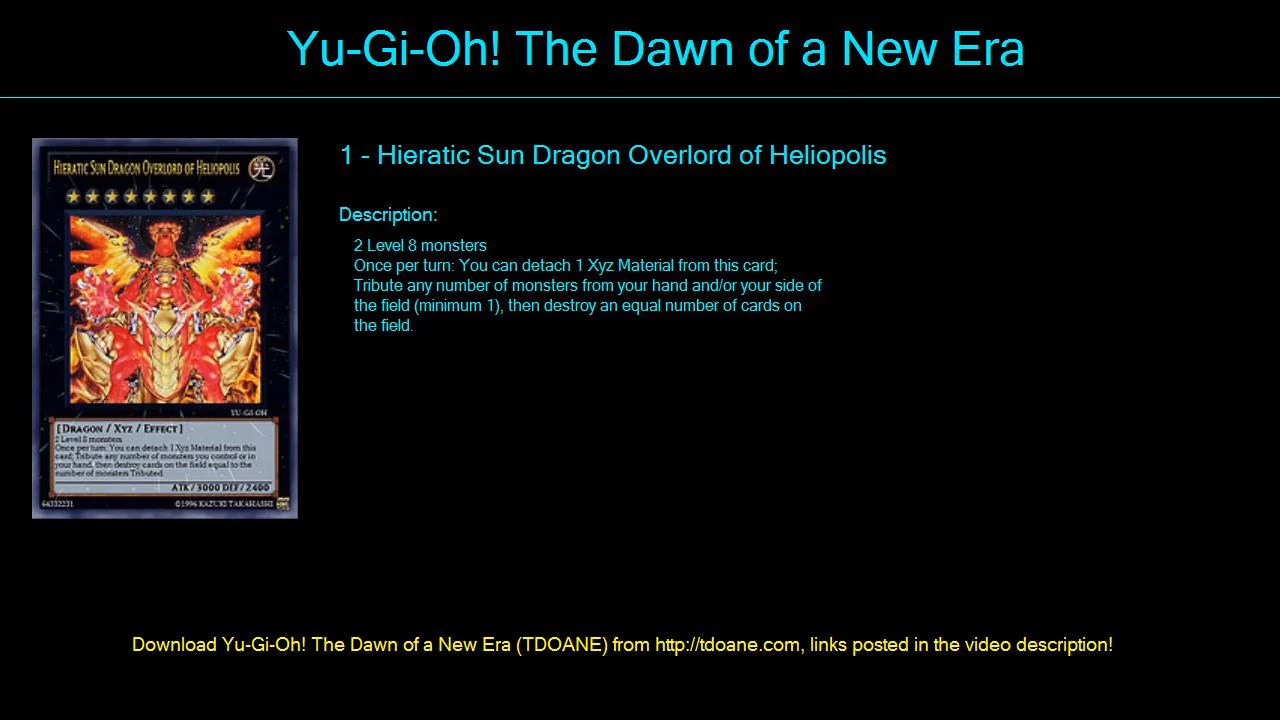 Yu-Gi-Oh! The Dawn of a New Era
HIERATIC SUN DRAGON OVERLORD OF HELIOPOLIS 光
YU-GI-OH
[DRAGON / XYZ / EFFECT]
2 Level 8 monsters
Once per turn: You can detach 1 Xyz Material from this
card; Tribute any number of monsters you control or in
your hand, then destroy cards on the field equal to the
number of monsters Tributed.
ATK/3000 DEF/2400
64332231 ©1996 KAZUKI TAKAHASHI
1 - Hieratic Sun Dragon Overlord of Heliopolis
Description:
2 Level 8 monsters
Once per turn: You can detach 1 Xyz Material from this card;
Tribute any number of monsters from your hand and/or your side of
the field (minimum 1), then destroy an equal number of cards on
the field.
Download Yu-Gi-Oh! The Dawn of a New Era (TDOANE) from http://tdoane.com, links posted in the video description!